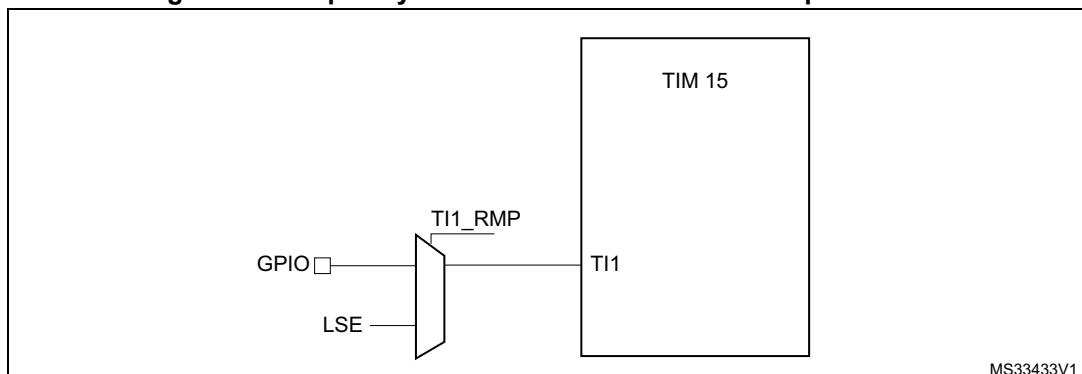 TIM 15
TI1_RMP
GPIO
TI1
LSE
MS33433V1